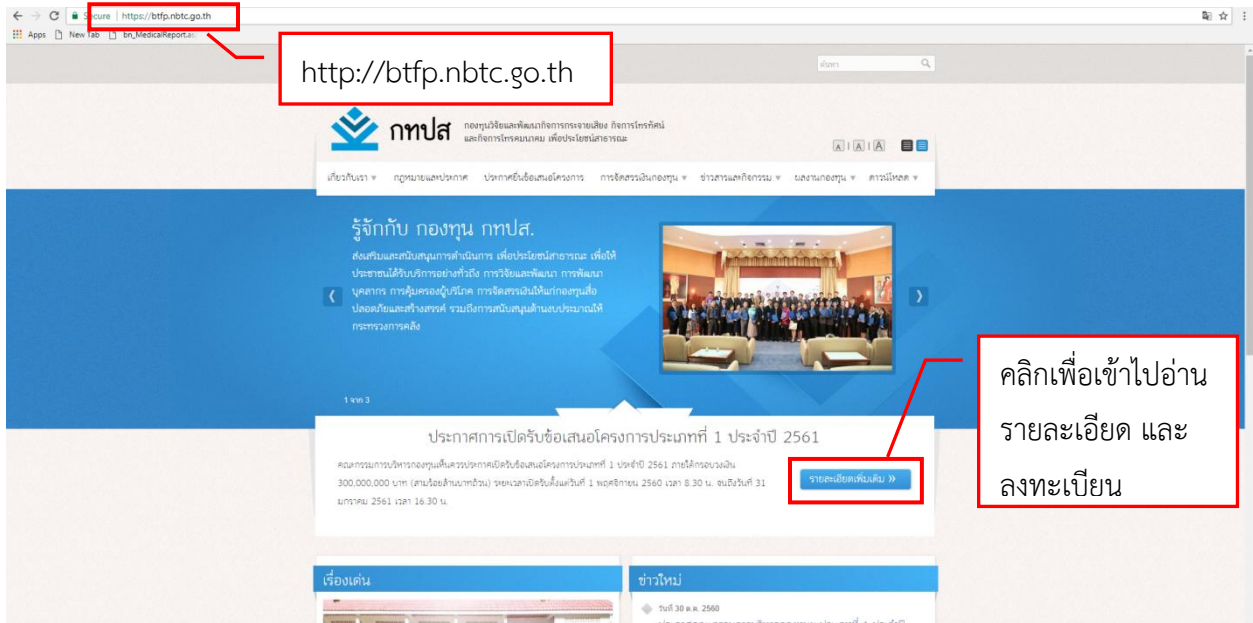 Secure | https://btfp.nbtc.go.th
Apps New Tab bn_MedicalReport.as
http://btfp.nbtc.go.th
ค้นหา
กทปส
กองทุนวิจัยและพัฒนากิจการกระจายเสียง กิจการโทรทัศน์
และกิจการโทรคมนาคม เพื่อประโยชน์สาธารณะ
A | A | A
เกี่ยวกับเรา กฎหมายและประกาศ ประกาศยื่นข้อเสนอโครงการ การจัดสรรเงินกองทุน ข่าวสารและกิจกรรม ผลงานกองทุน ดาวน์โหลด
รู้จักกับ กองทุน กทปส.
ส่งเสริมและสนับสนุนการดำเนินการ เพื่อประโยชน์สาธารณะ เพื่อให้
ประชาชนได้รับบริการอย่างทั่วถึง การวิจัยและพัฒนา การพัฒนา
บุคลากร การคุ้มครองผู้บริโภค การจัดสรรเงินให้แก่กองทุนสื่อ
ปลอดภัยและสร้างสรรค์ รวมถึงการสนับสนุนด้านงบประมาณให้
กระทรวงการคลัง
1 จาก 3
คลิกเพื่อเข้าไปอ่าน
รายละเอียด และ
ลงทะเบียน
ประกาศการเปิดรับข้อเสนอโครงการประเภทที่ 1 ประจำปี 2561
คณะกรรมการบริหารกองทุนเห็นควรประกาศเปิดรับข้อเสนอโครงการประเภทที่ 1 ประจำปี 2561 ภายใต้กรอบวงเงิน
300,000,000 บาท (สามร้อยล้านบาทถ้วน) ระยะเวลาเปิดรับตั้งแต่วันที่ 1 พฤศจิกายน 2560 เวลา 8.30 น. จนถึงวันที่ 31
มกราคม 2561 เวลา 16.30 น.
รายละเอียดเพิ่มเติม »
เรื่องเด่น
ข่าวใหม่
วันที่ 30 ต.ค. 2560